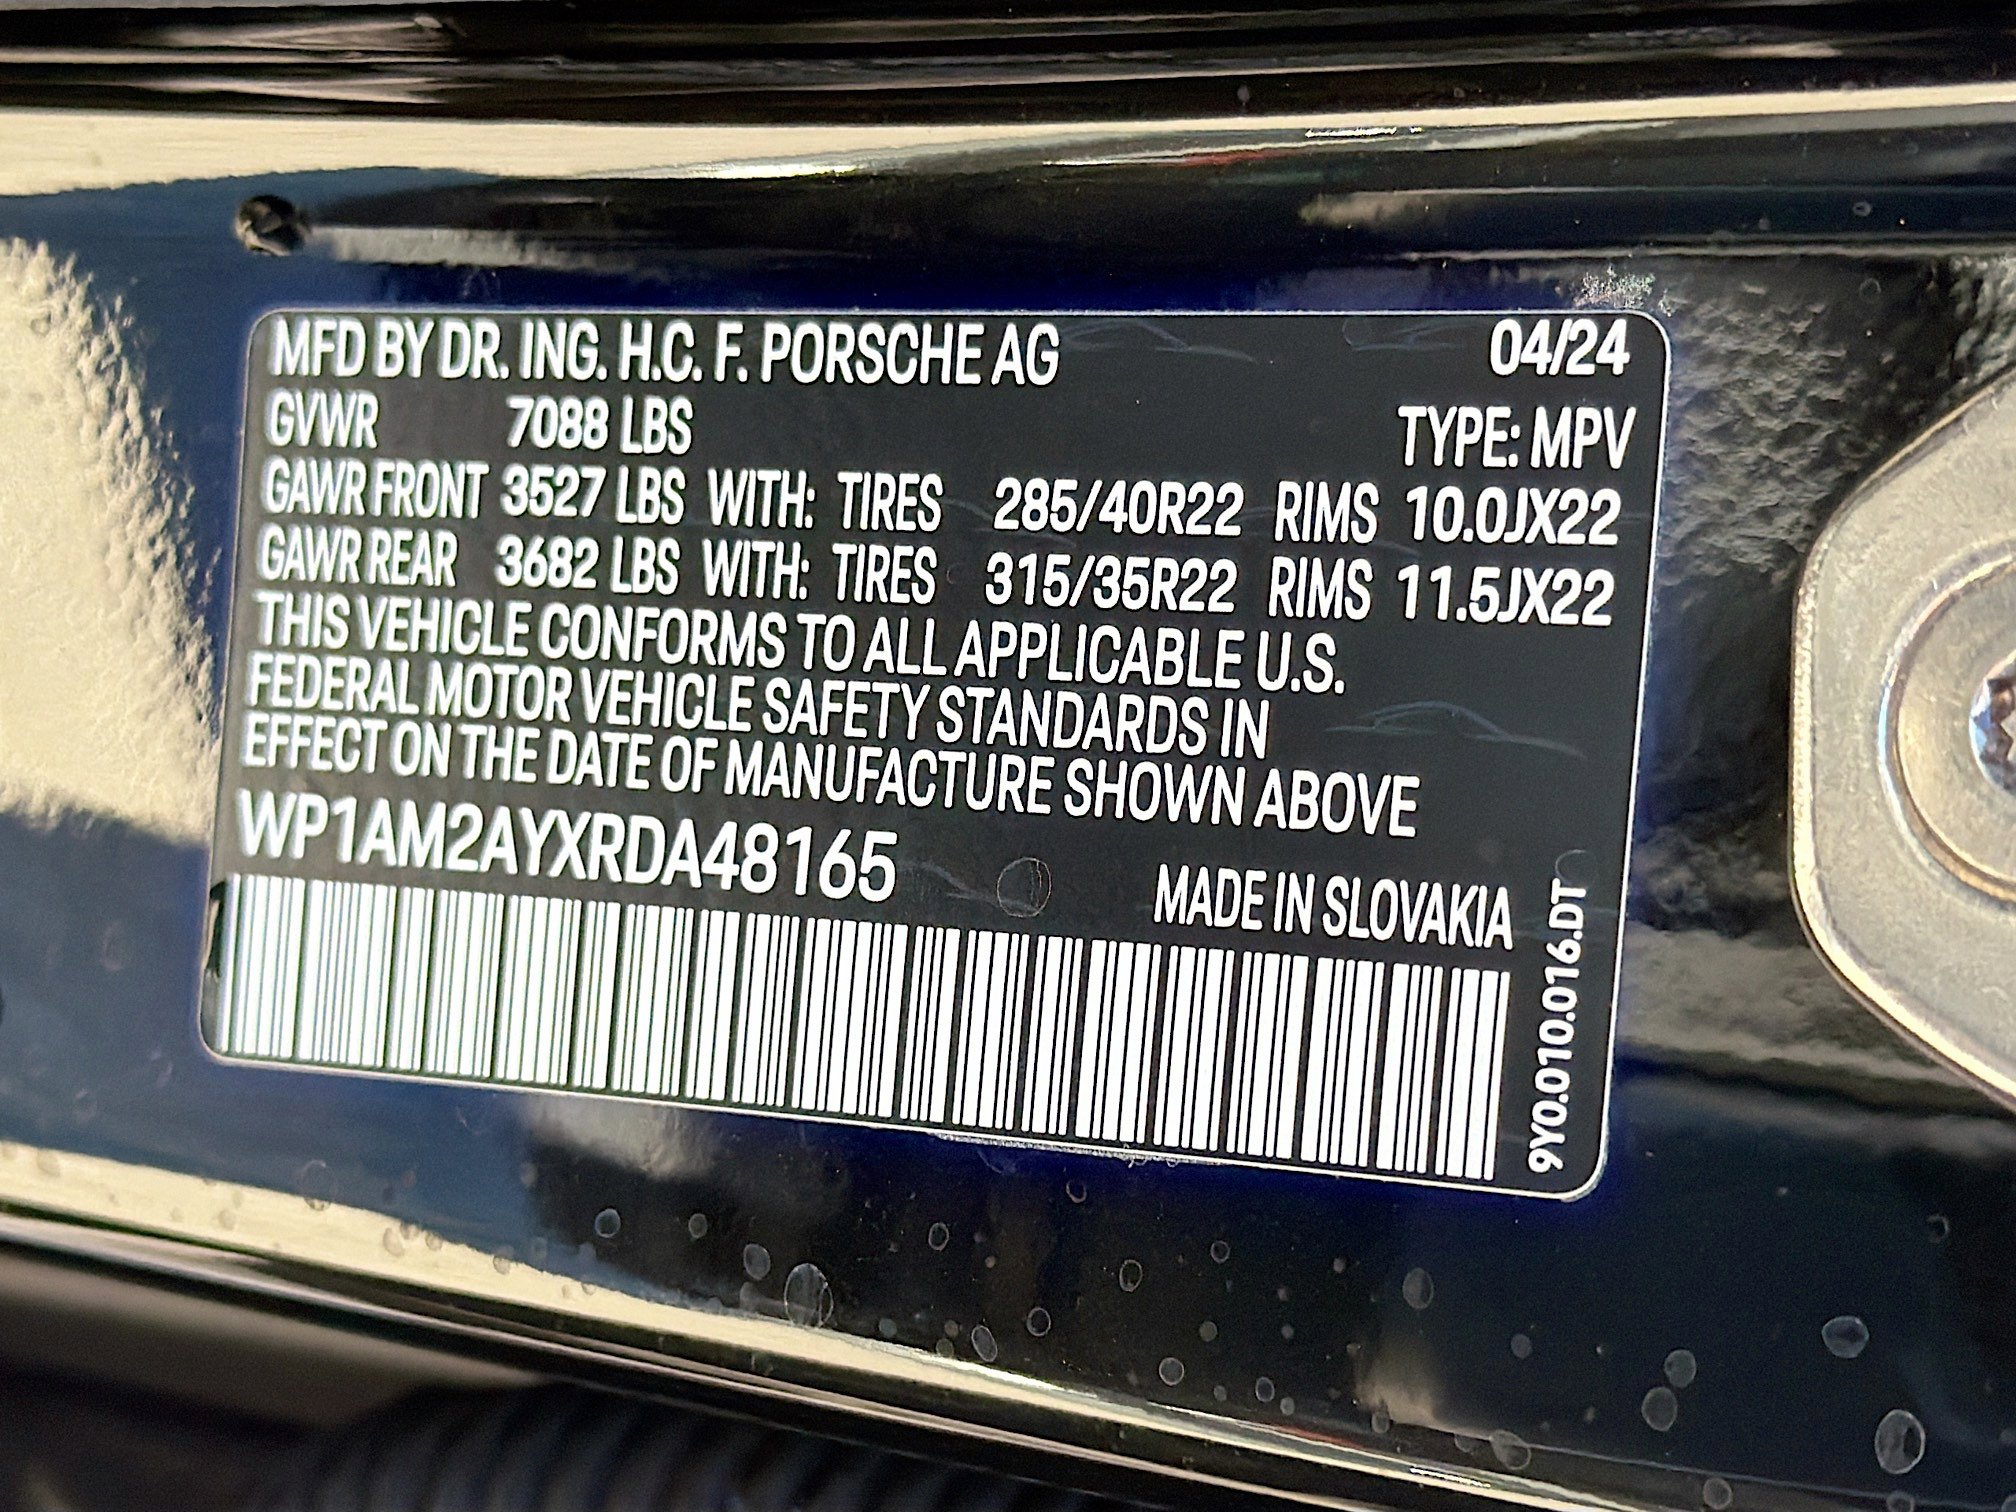 MFD BY DR. ING. H.C. F. PORSCHE AG 04/24
GVWR 7088 LBS TYPE: MPV
GAWR FRONT 3527 LBS WITH: TIRES 285/40R22 RIMS 10.0JX22
GAWR REAR 3682 LBS WITH: TIRES 315/35R22 RIMS 11.5JX22
THIS VEHICLE CONFORMS TO ALL APPLICABLE U.S.
FEDERAL MOTOR VEHICLE SAFETY STANDARDS IN
EFFECT ON THE DATE OF MANUFACTURE SHOWN ABOVE
WP1AM2AYXRDA48165
MADE IN SLOVAKIA
9Y0.010.016.DT